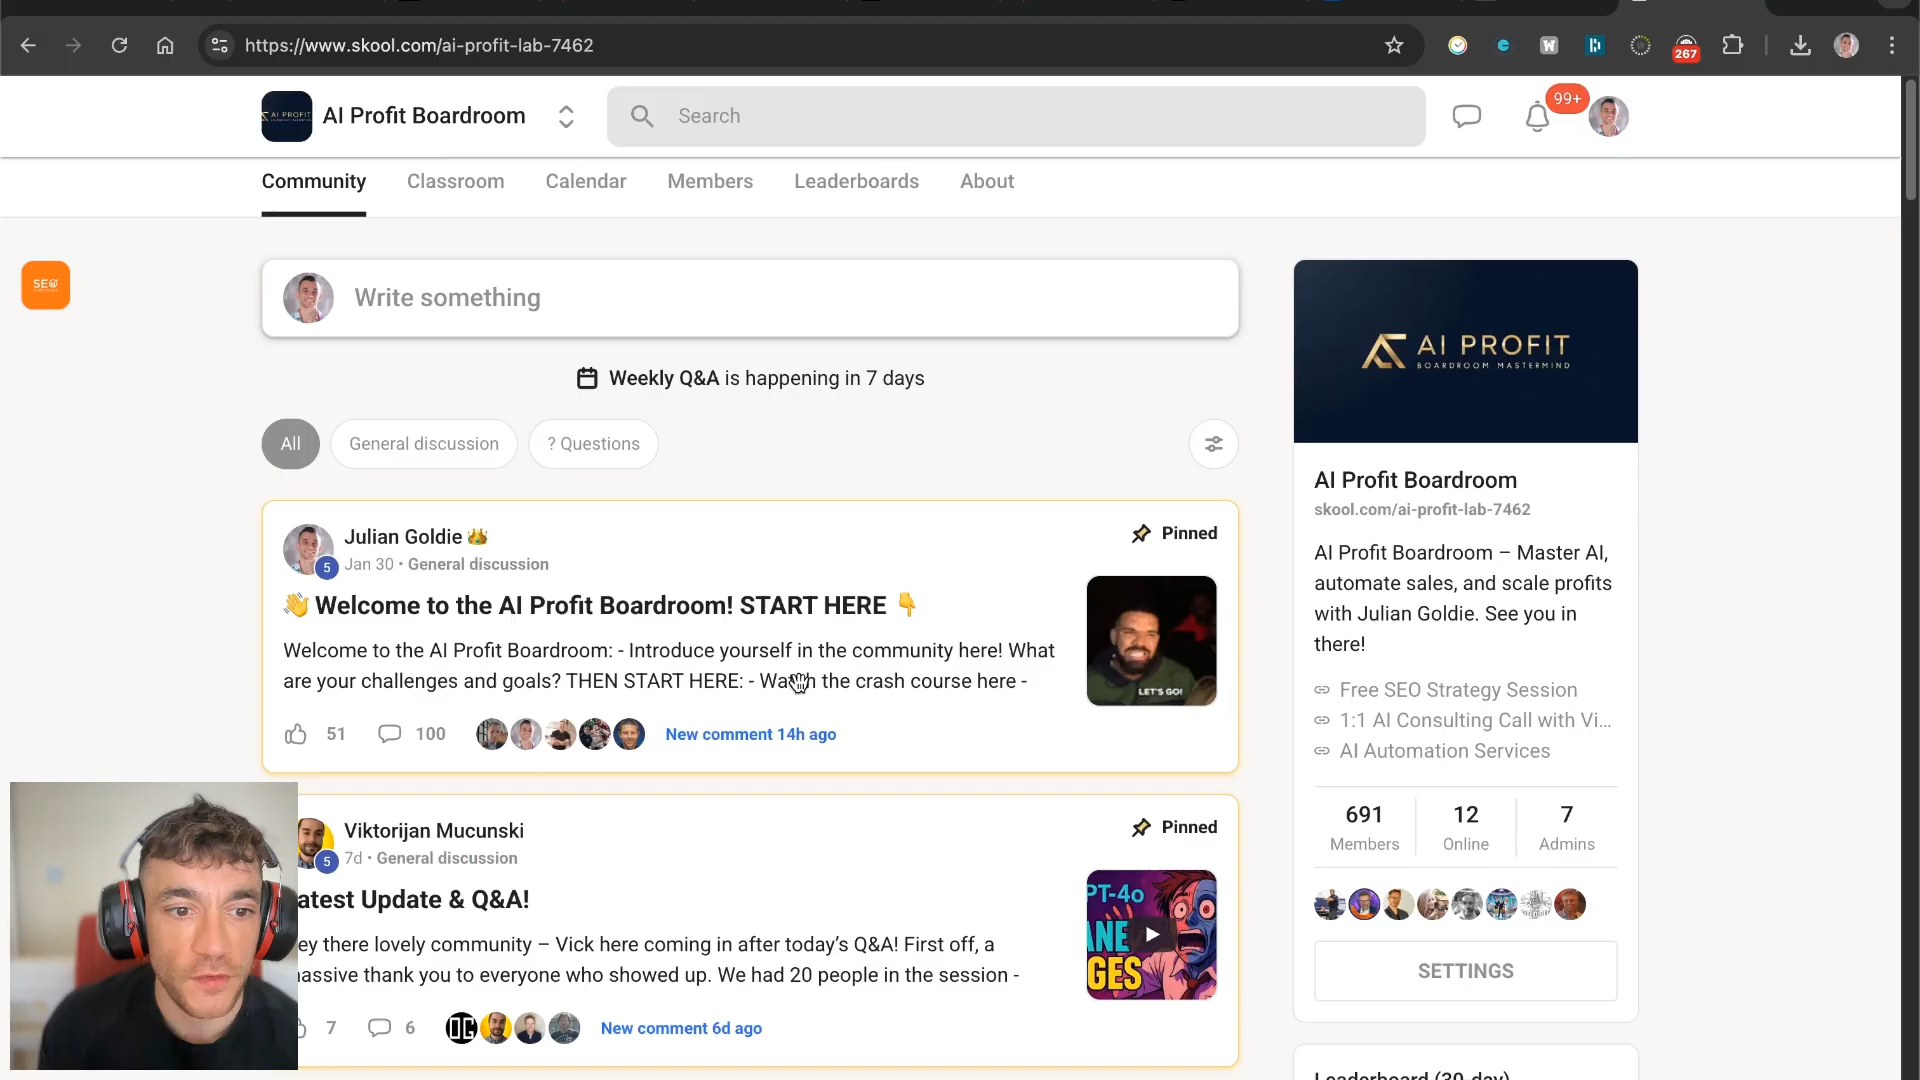 https://www.skool.com/ai-profit-lab-7462
267
AI PROFIT
AI Profit Boardroom
Search
99+
Community
Classroom
Calendar
Members
Leaderboards
About
SEO
Write something
Weekly Q&A is happening in 7 days
All
General discussion
? Questions
Julian Goldie
5
Jan 30 • General discussion
Pinned
👋 Welcome to the AI Profit Boardroom! START HERE 👇
Welcome to the AI Profit Boardroom: - Introduce yourself in the community here! What
are your challenges and goals? THEN START HERE: - Watch the crash course here -
LET'S GO!
51
100
New comment 14h ago
Viktorijan Mucunski
5
7d • General discussion
Pinned
atest Update & Q&A!
ey there lovely community – Vick here coming in after today's Q&A! First off, a
assive thank you to everyone who showed up. We had 20 people in the session -
PT-4o
ANE
GES
7
6
New comment 6d ago
AI PROFIT
BOARDROOM MASTERMIND
AI Profit Boardroom
skool.com/ai-profit-lab-7462
AI Profit Boardroom – Master AI,
automate sales, and scale profits
with Julian Goldie. See you in
there!
Free SEO Strategy Session
1:1 AI Consulting Call with Vi...
AI Automation Services
691
Members
12
Online
7
Admins
SETTINGS
Leaderboard (30-day)